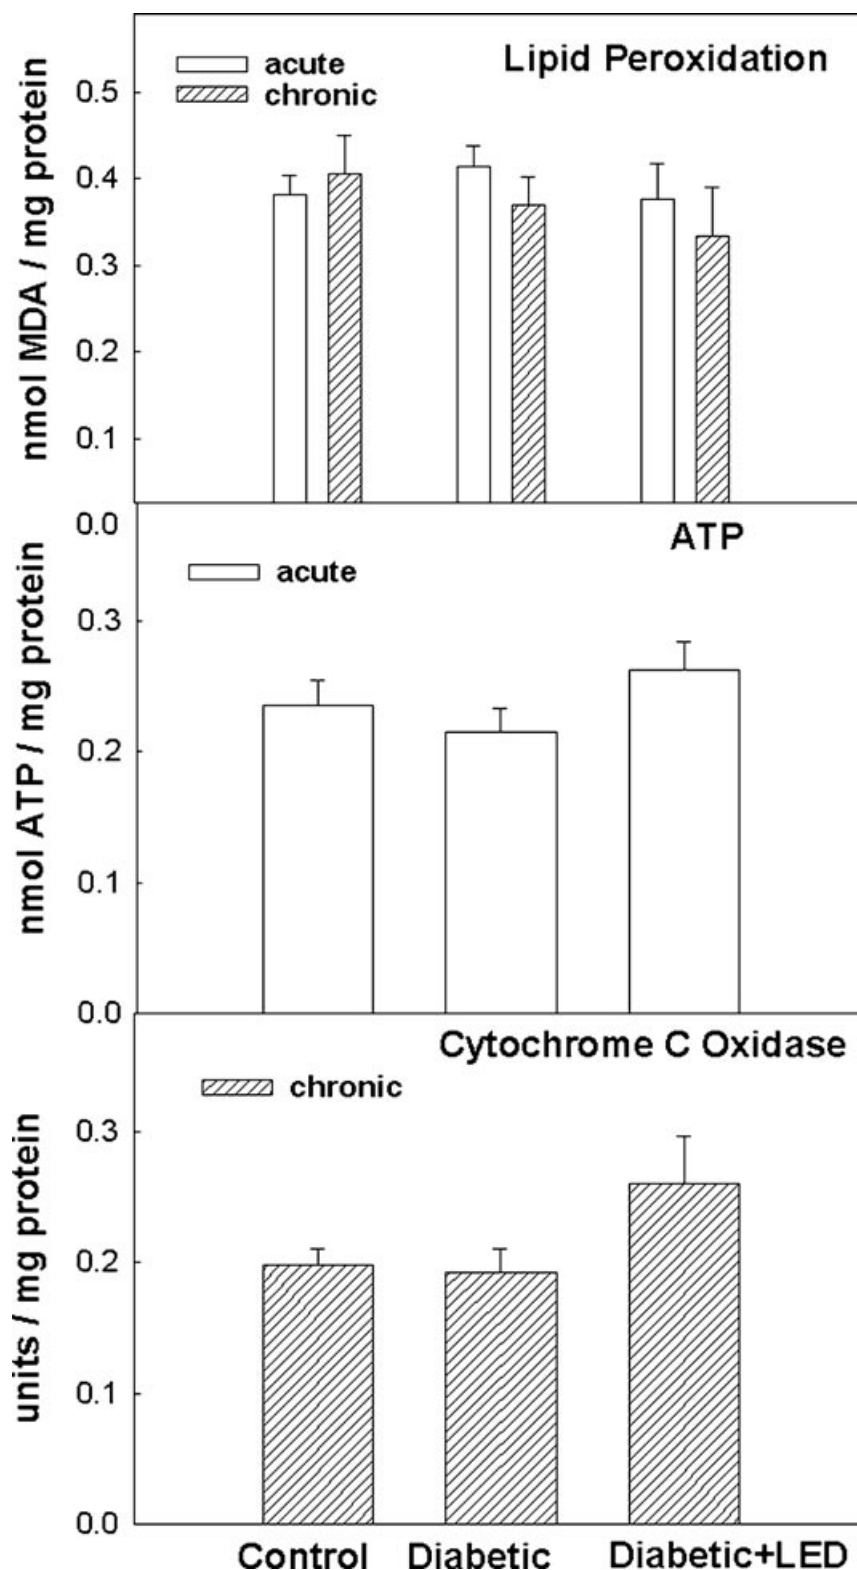 Lipid Peroxidation
acute
chronic
nmol MDA / mg protein
0.5
0.4
0.3
0.2
0.1
0.0
ATP
acute
nmol ATP / mg protein
0.3
0.2
0.1
0.0
Cytochrome C Oxidase
chronic
units / mg protein
0.3
0.2
0.1
0.0
Control Diabetic Diabetic+LED